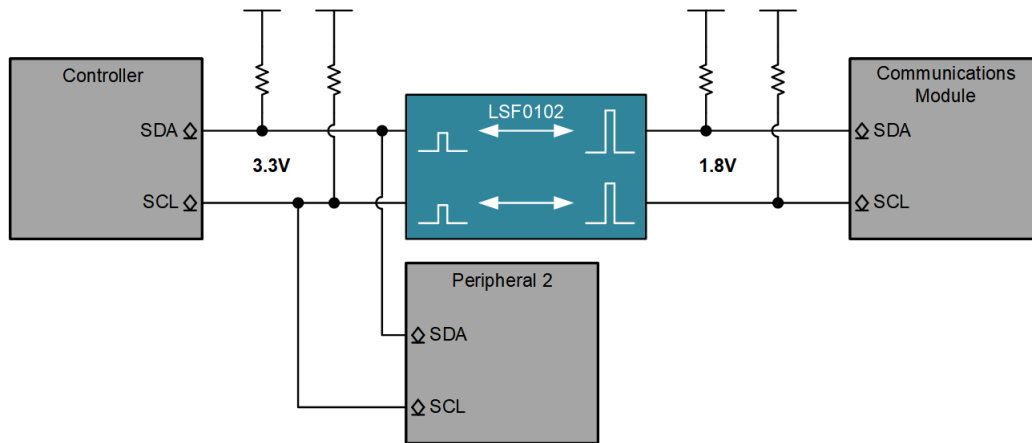 Controller
SDA
SCL
3.3V
LSF0102
1.8V
Communications
Module
SDA
SCL
Peripheral 2
SDA
SCL